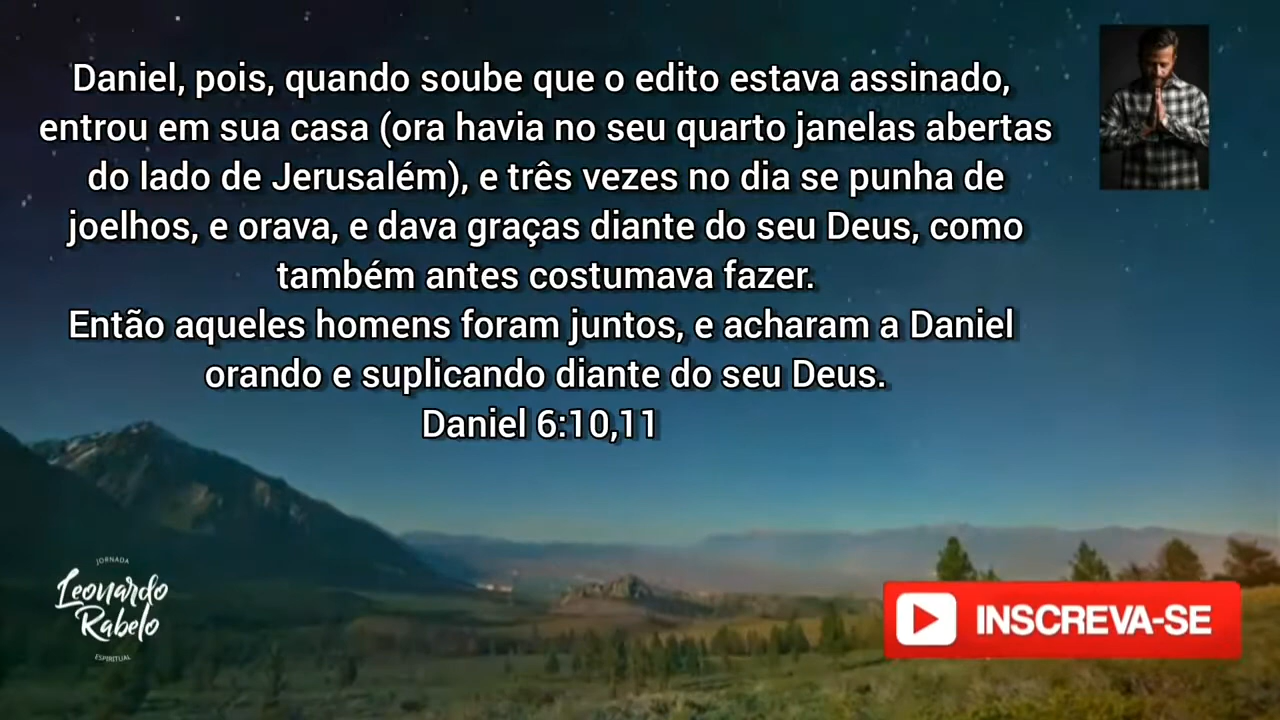 Daniel, pois, quando soube que o edito estava assinado,
entrou em sua casa (ora havia no seu quarto janelas abertas
do lado de Jerusalém), e três vezes no dia se punha de
joelhos, e orava, e dava graças diante do seu Deus, como
também antes costumava fazer.
Então aqueles homens foram juntos, e acharam a Daniel
orando e suplicando diante do seu Deus.
Daniel 6:10,11
JORNADA
Leonardo
Rabelo
ESPIRITUAL
INSCREVA-SE